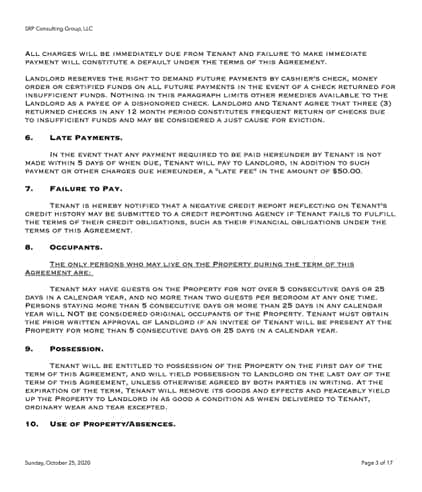 SRP Consulting Group, LLC
All charges will be immediately due from Tenant and failure to make immediate
payment will constitute a default under the terms of this Agreement.
Landlord reserves the right to demand future payments by cashier's check, money
order or certified funds on all future payments in the event of a check returned for
insufficient funds. Nothing in this paragraph limits other remedies available to the
Landlord as a payee of a dishonored check. Landlord and Tenant agree that three (3)
returned checks in any 12 month period constitutes frequent return of checks due
to insufficient funds and may be considered a just cause for eviction.
6. Late Payments.
In the event that any payment required to be paid hereunder by Tenant is not
made within 5 days of when due, Tenant will pay to Landlord, in addition to such
payment or other charges due hereunder, a "late fee" in the amount of $50.00.
7. Failure to Pay.
Tenant is hereby notified that a negative credit report reflecting on Tenant's
credit history may be submitted to a credit reporting agency if Tenant fails to fulfill
the terms of their credit obligations, such as their financial obligations under the
terms of this Agreement.
8. Occupants.
The only persons who may live on the Property during the term of this
Agreement are:
Tenant may have guests on the Property for not over 5 consecutive days or 25
days in a calendar year, and no more than two guests per bedroom at any one time.
Persons staying more than 5 consecutive days or more than 25 days in any calendar
year will NOT be considered original occupants of the Property. Tenant must obtain
the prior written approval of Landlord if an invitee of Tenant will be present at the
Property for more than 5 consecutive days or 25 days in a calendar year.
9. Possession.
Tenant will be entitled to possession of the Property on the first day of the
term of this Agreement, and will yield possession to Landlord on the last day of the
term of this Agreement, unless otherwise agreed by both parties in writing. At the
expiration of the term, Tenant will remove its goods and effects and peaceably yield
up the Property to Landlord in as good a condition as when delivered to Tenant,
ordinary wear and tear excepted.
10. Use of Property/Absences.
Sunday, October 25, 2020
Page 3 of 17